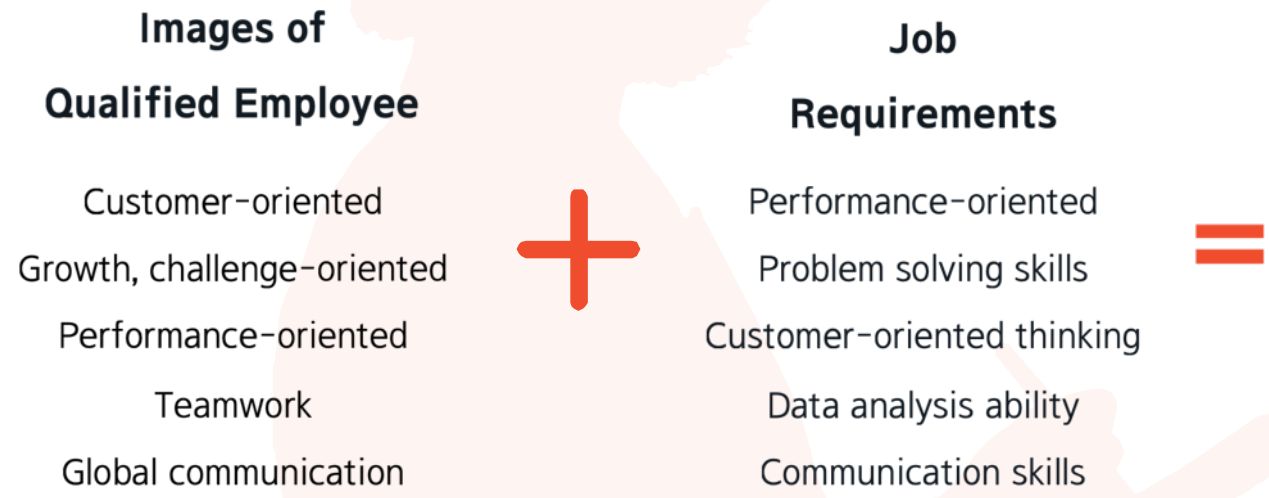 Images of
Qualified Employee
Customer-oriented
Growth, challenge-oriented
Performance-oriented
Teamwork
Global communication
+
Job
Requirements
Performance-oriented
Problem solving skills
Customer-oriented thinking
Data analysis ability
Communication skills
=